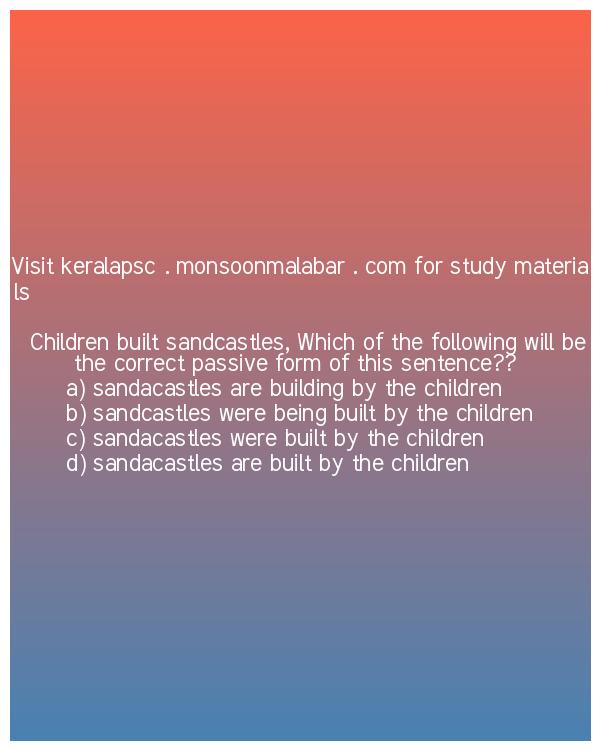 Visit keralapsc . monsoonmalabar . com for study materia
ls
Children built sandcastles, Which of the following will be
the correct passive form of this sentence??
a) sandacastles are building by the children
b) sandcastles were being built by the children
c) sandacastles were built by the children
d) sandacastles are built by the children